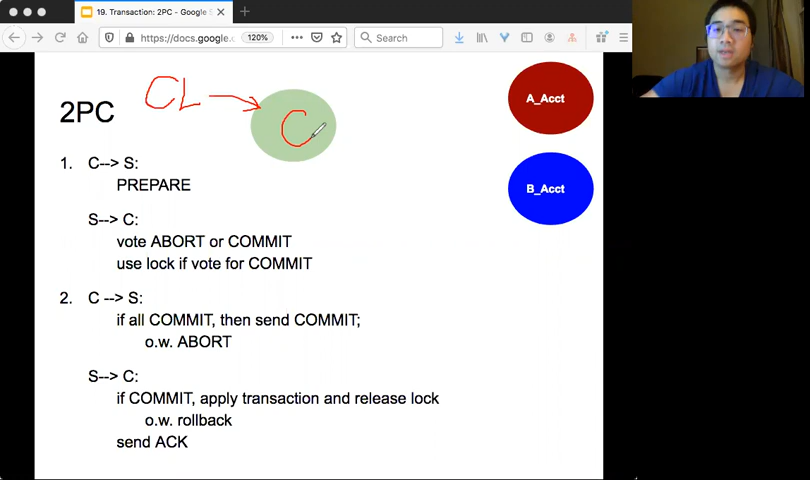 19. Transaction: 2PC - Google S
https://docs.google.c
120%
Search
2PC
CL
C
A_Acct
B_Acct
1. C--> S:
PREPARE
S--> C:
vote ABORT or COMMIT
use lock if vote for COMMIT
2. C --> S:
if all COMMIT, then send COMMIT;
o.w. ABORT
S--> C:
if COMMIT, apply transaction and release lock
o.w. rollback
send ACK